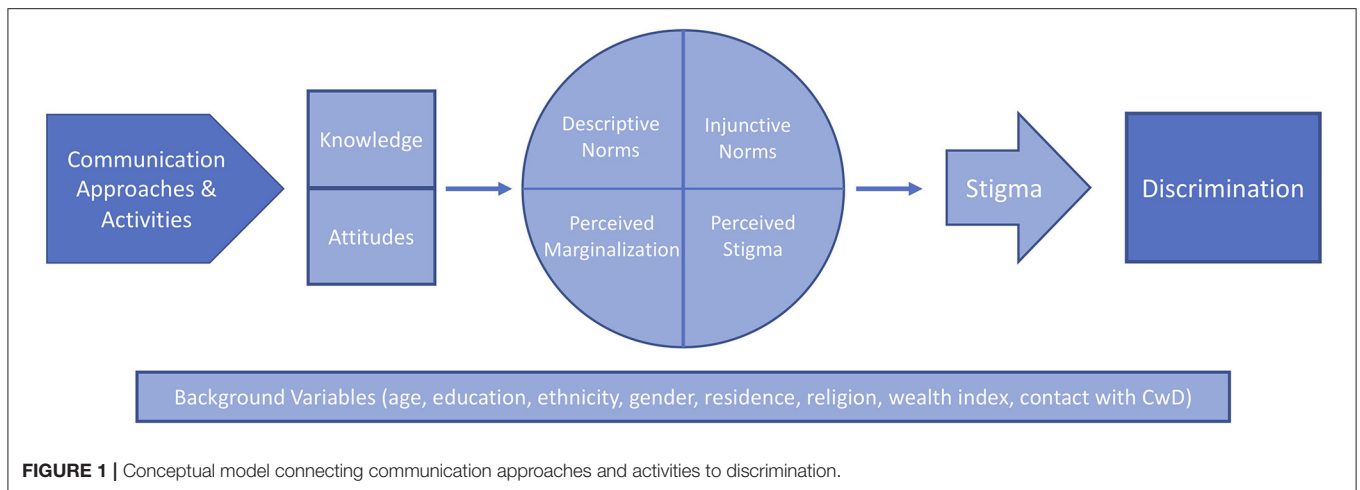 Communication
Approaches &
Activities
Knowledge
Attitudes
Descriptive
Norms
Injunctive
Norms
Perceived
Marginalization
Perceived
Stigma
Stigma
Discrimination
Background Variables (age, education, ethnicity, gender, residence, religion, wealth index, contact with CwD)
FIGURE 1 | Conceptual model connecting communication approaches and activities to discrimination.